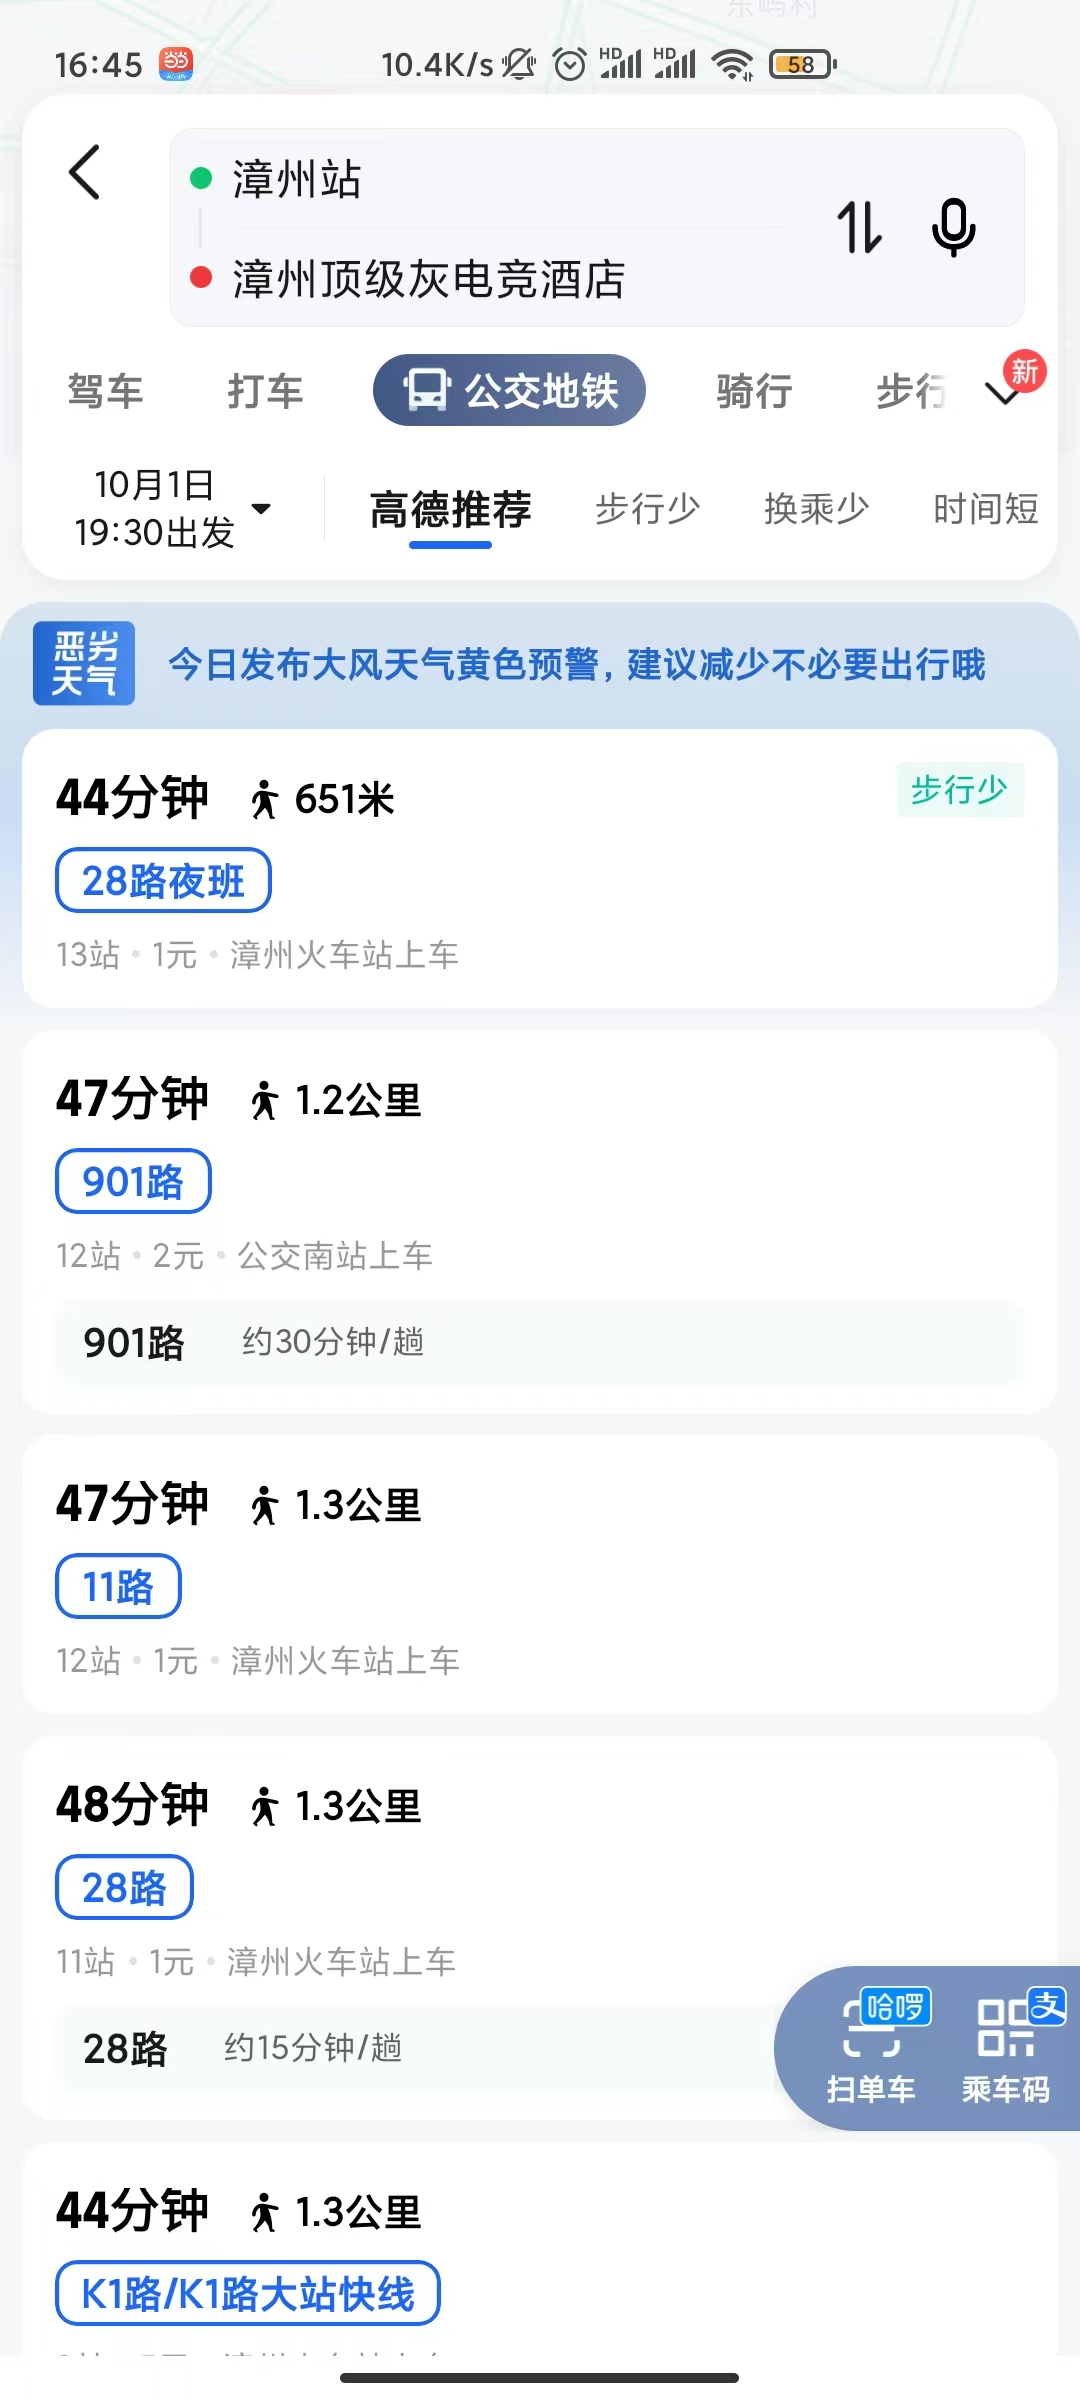 东屿村
16:45
10.4K/s HD HD 58
漳州站
漳州顶级灰电竞酒店
驾车 打车 公交地铁 骑行 步行 新
10月1日
19:30出发
高德推荐 步行少 换乘少 时间短
恶劣
天气
今日发布大风天气黄色预警，建议减少不必要出行哦
44分钟 651米 步行少
28路夜班
13站·1元·漳州火车站上车
47分钟 1.2公里
901路
12站·2元·公交南站上车
901路 约30分钟/趟
47分钟 1.3公里
11路
12站·1元·漳州火车站上车
48分钟 1.3公里
28路
11站·1元·漳州火车站上车
28路 约15分钟/趟
哈啰 支
扫单车 乘车码
44分钟 1.3公里
K1路/K1路大站快线